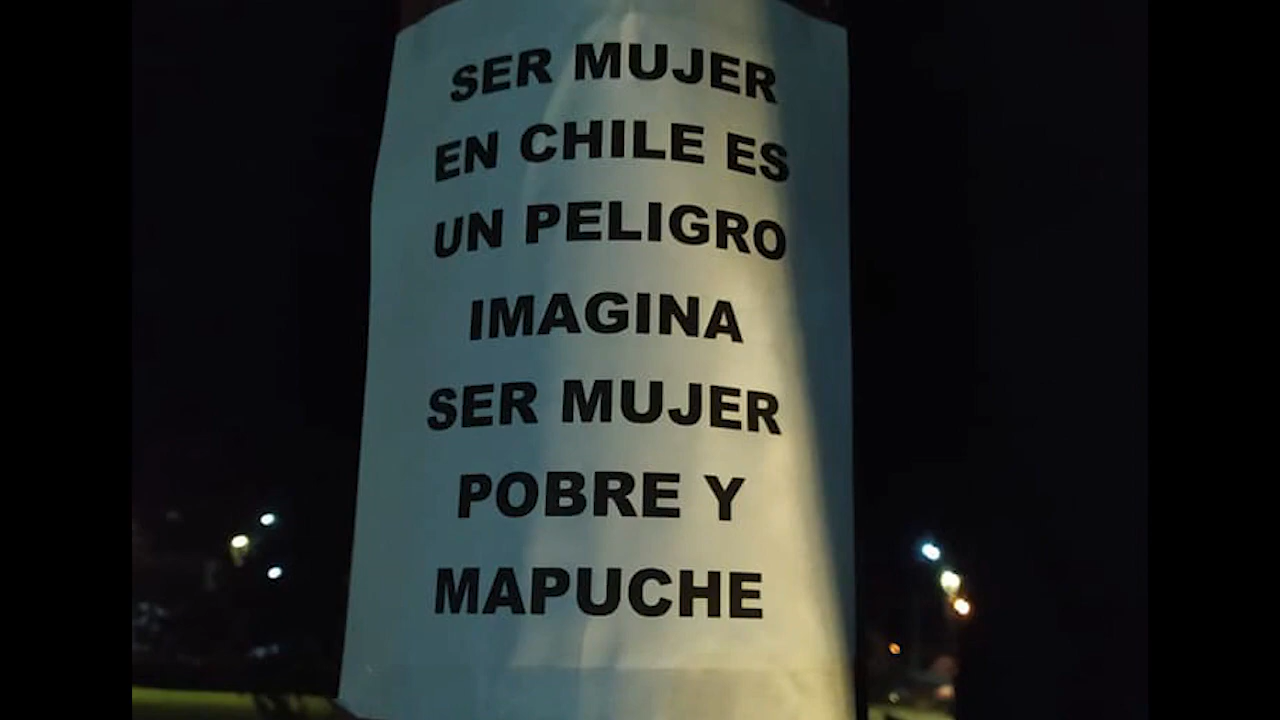 SER MUJER
EN CHILE ES
UN PELIGRO
IMAGINA
SER MUJER
POBRE Y
MAPUCHE